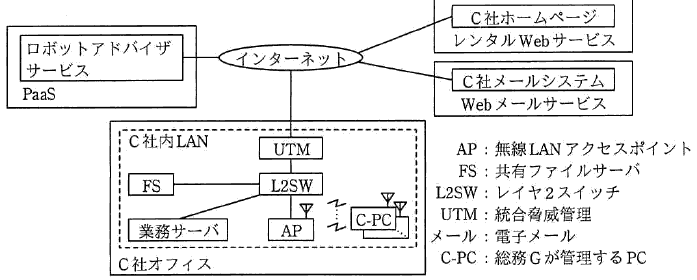 C社ホームページ
レンタルWebサービス
ロボットアドバイザ
サービス
PaaS
インターネット
C社メールシステム
Webメールサービス
C社内LAN
UTM
FS
L2SW
業務サーバ
AP
C-PC
C社オフィス
AP：無線LANアクセスポイント
FS：共有ファイルサーバ
L2SW：レイヤ2スイッチ
UTM：統合脅威管理
メール：電子メール
C-PC：総務Gが管理するPC